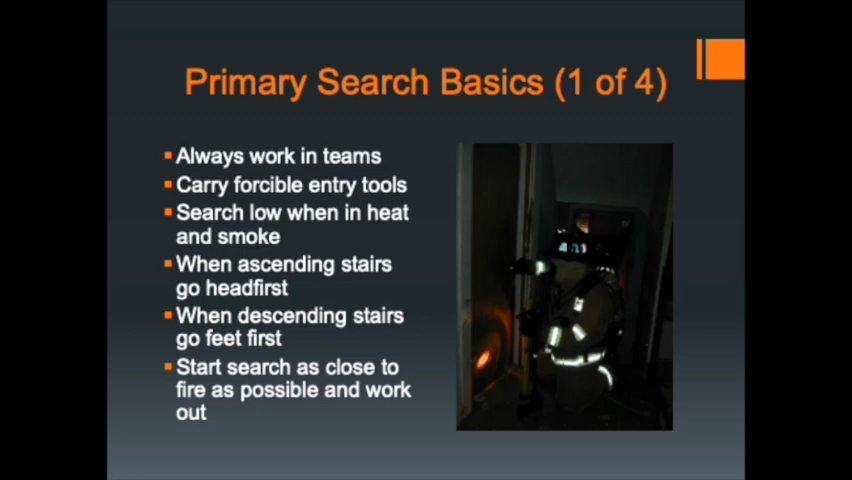 Primary Search Basics (1 of 4)
Always work in teams
Carry forcible entry tools
Search low when in heat
and smoke
When ascending stairs
go headfirst
When descending stairs
go feet first
Start search as close to
fire as possible and work
out